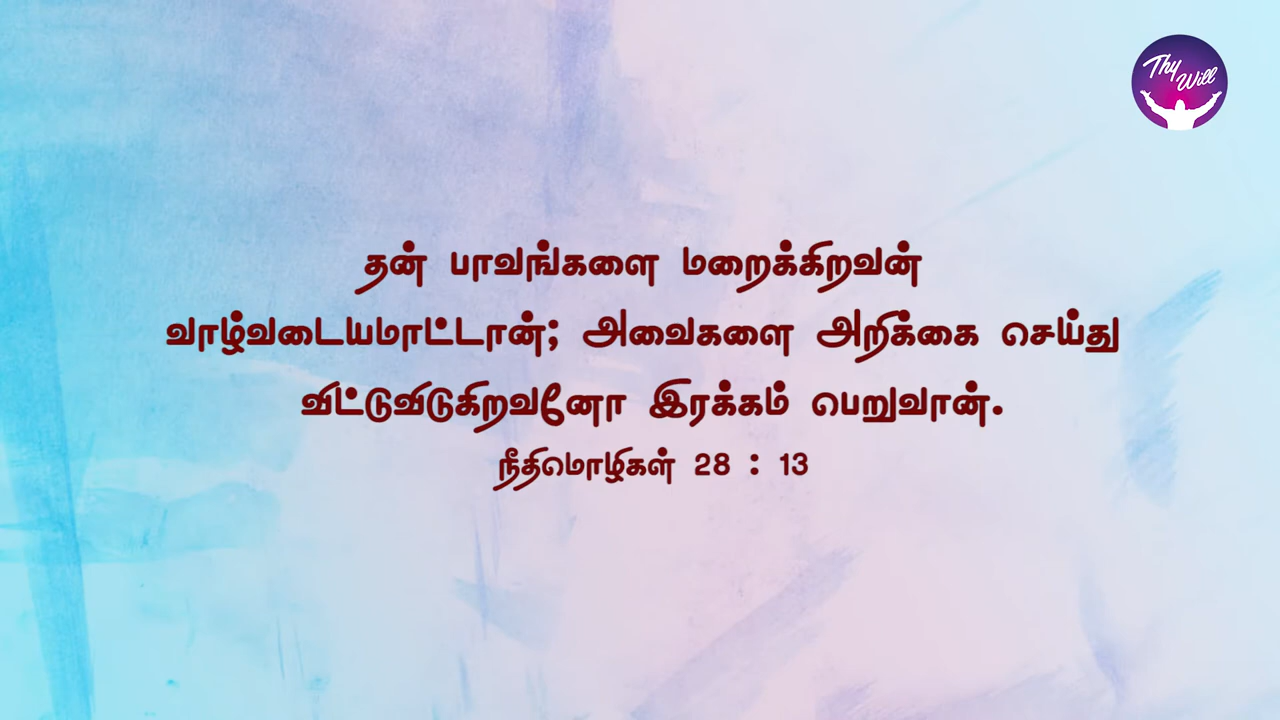 Thy
Will
தன் பாவங்களை மறைக்கிறவன்
வாழ்வடையமாட்டான்; அவைகளை அறிக்கை செய்து
விட்டுவிடுகிறவனோ இரக்கம் பெறுவான்.
நீதிமொழிகள் 28 : 13